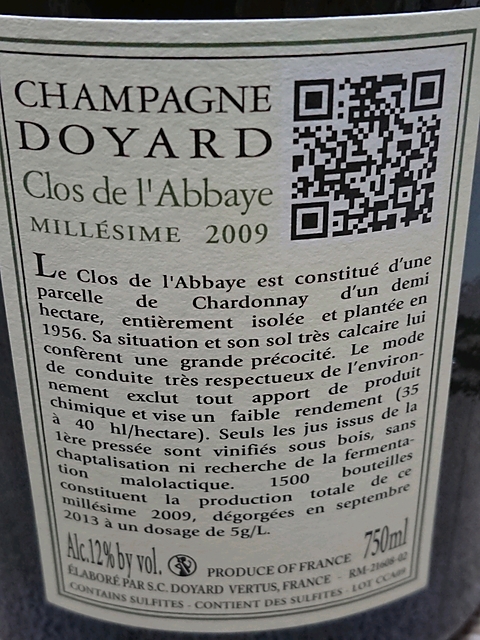 CHAMPAGNE
DOYARD
Clos de l'Abbaye
MILLÉSIME 2009
Le Clos de l'Abbaye est constitué d'une
parcelle de Chardonnay d'un demi
hectare, entièrement isolée et plantée en
1956. Sa situation et son sol très calcaire lui
confèrent une grande précocité. Le mode
de conduite très respectueux de l'environ-
nement exclut tout apport de produit
chimique et vise un faible rendement (35
à 40 hl/hectare). Seuls les jus issus de la
1ère pressée sont vinifiés sous bois, sans
chaptalisation ni recherche de la fermenta-
tion malolactique. 1500 bouteilles
constituent la production totale de ce
millésime 2009, dégorgées en septembre
2013 à un dosage de 5g/L.
Alc.12% by vol. PRODUCE OF FRANCE 750ml
ÉLABORÉ PAR S.C. DOYARD VERTUS, FRANCE - RM-21608-02
CONTAINS SULFITES - CONTIENT DES SULFITES - LOT